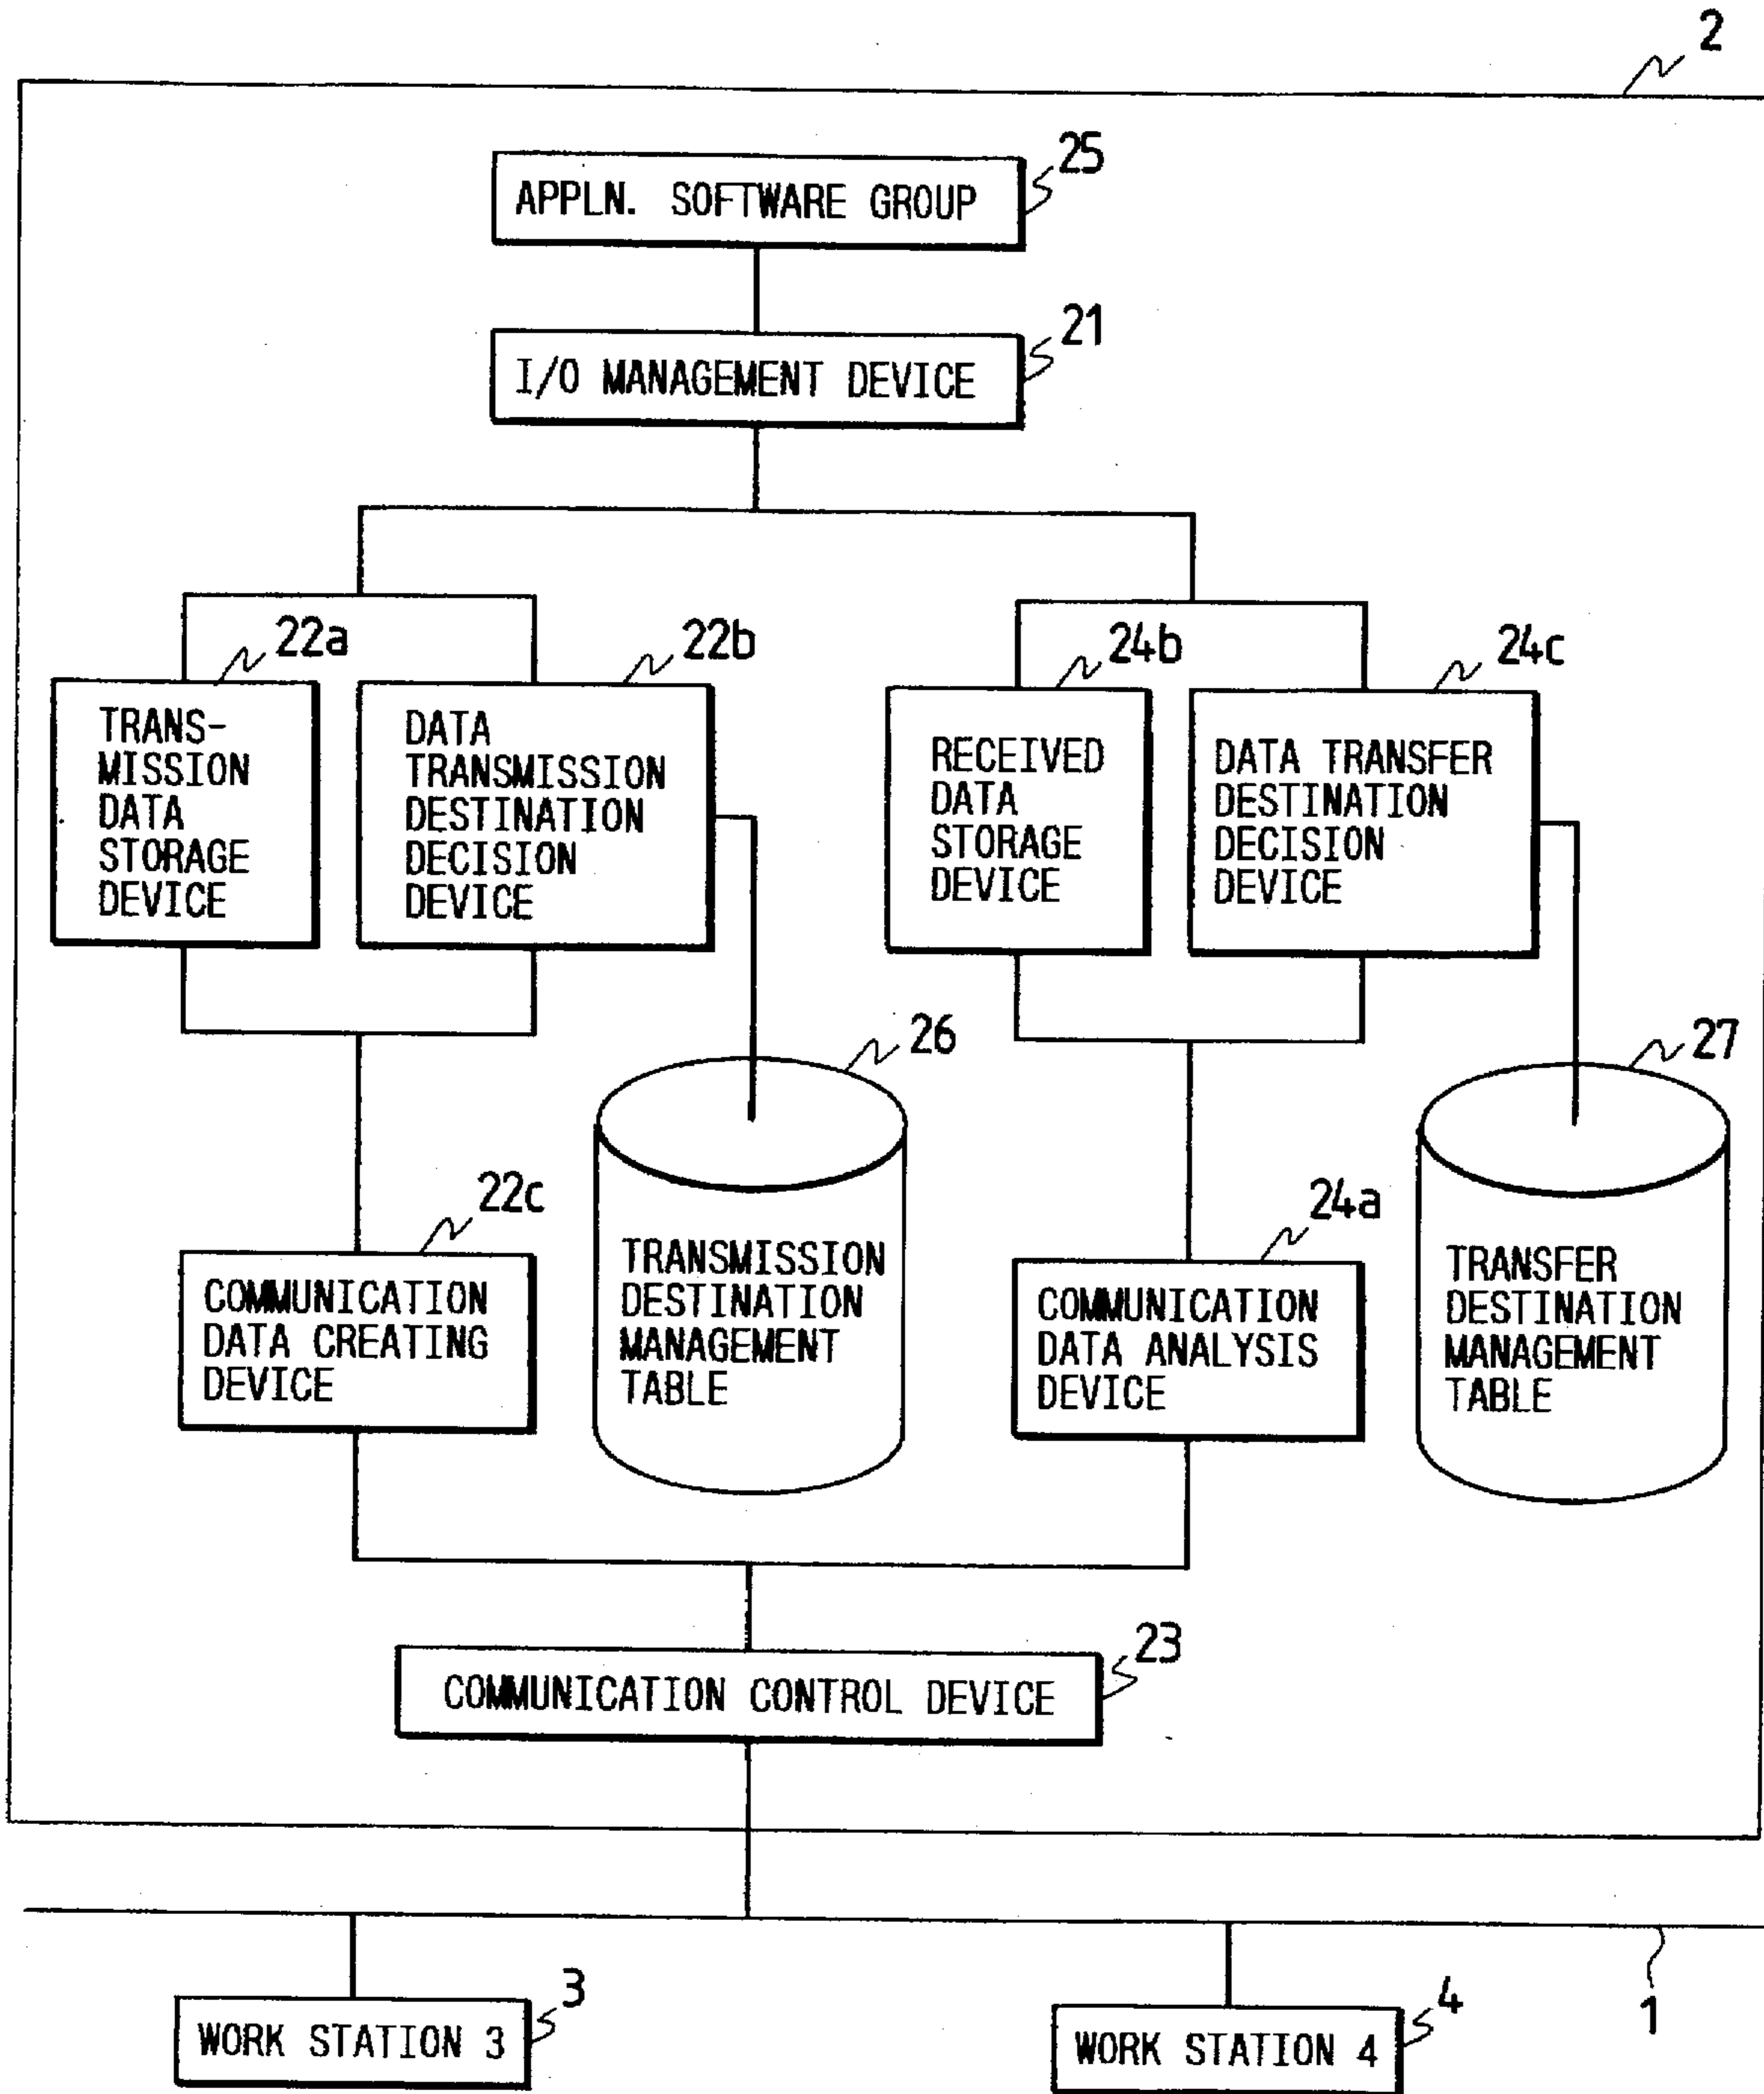 2
25
APPLN. SOFTWARE GROUP
21
I/O MANAGEMENT DEVICE
22a
TRANS-
MISSION
DATA
STORAGE
DEVICE
22b
DATA
TRANSMISSION
DESTINATION
DECISION
DEVICE
24b
RECEIVED
DATA
STORAGE
DEVICE
24c
DATA TRANSFER
DESTINATION
DECISION
DEVICE
26
TRANSMISSION
DESTINATION
MANAGEMENT
TABLE
27
TRANSFER
DESTINATION
MANAGEMENT
TABLE
22c
COMMUNICATION
DATA CREATING
DEVICE
24a
COMMUNICATION
DATA ANALYSIS
DEVICE
23
COMMUNICATION CONTROL DEVICE
3
WORK STATION 3
4
WORK STATION 4
1